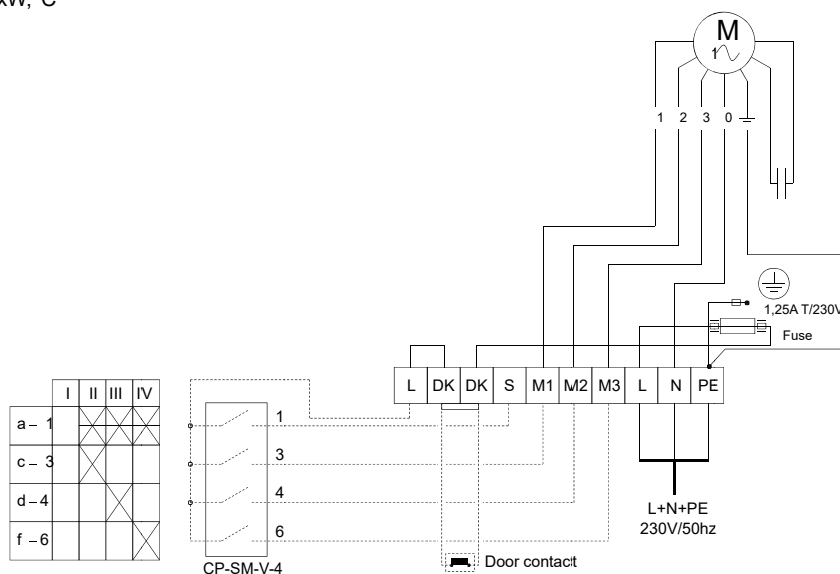 kW, °C
M
1
1 2 3 0
1,25A T/230V
Fuse
L DK DK S M1 M2 M3 L N PE
I II III IV
a – 1
c – 3
d – 4
f – 6
1
3
4
6
CP-SM-V-4
Door contact
L+N+PE
230V/50hz